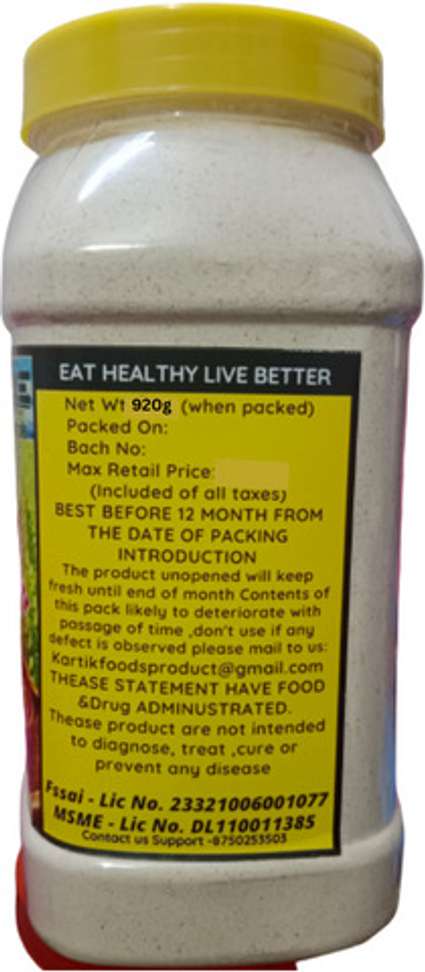 EAT HEALTHY LIVE BETTER
Net Wt 920g (when packed)
Packed On:
Bach No:
Max Retail Price:
(Included of all taxes)
BEST BEFORE 12 MONTH FROM
THE DATE OF PACKING
INTRODUCTION
The product unopened will keep
fresh until end of month Contents of
this pack likely to deteriorate with
passage of time ,don't use if any
defect is observed please mail to us:
Kartikfoodsproduct@gmail.com
THEASE STATEMENT HAVE FOOD
&Drug ADMINUSTRATED.
Thease product are not intended
to diagnose, treat ,cure or
prevent any disease
Fssai - Lic No. 23321006001077
MSME - Lic No. DL110011385
Contact us Support -8750253503